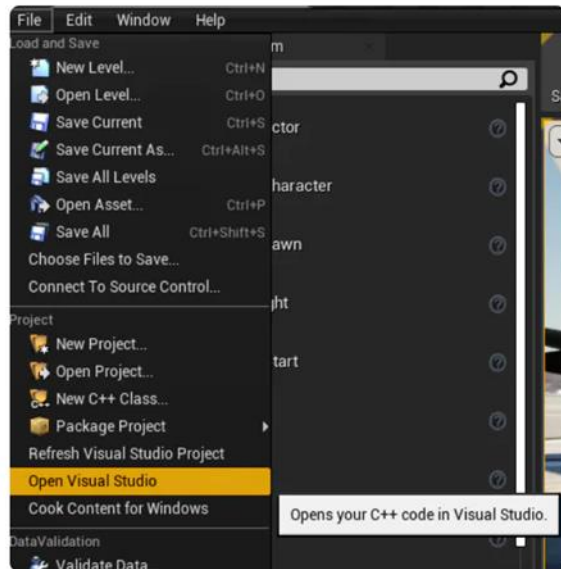 File Edit Window Help
Load and Save
m
New Level... Ctrl+N
Open Level... Ctrl+O
S
Save Current Ctrl+S
ctor
Save Current As... Ctrl+Alt+S
Save All Levels
haracter
Open Asset... Ctrl+P
Save All Ctrl+Shift+S
awn
Choose Files to Save...
Connect To Source Control...
ght
Project
New Project...
Open Project...
tart
New C++ Class...
Package Project
Refresh Visual Studio Project
Open Visual Studio
Cook Content for Windows
Opens your C++ code in Visual Studio.
DataValidation
Validate Data